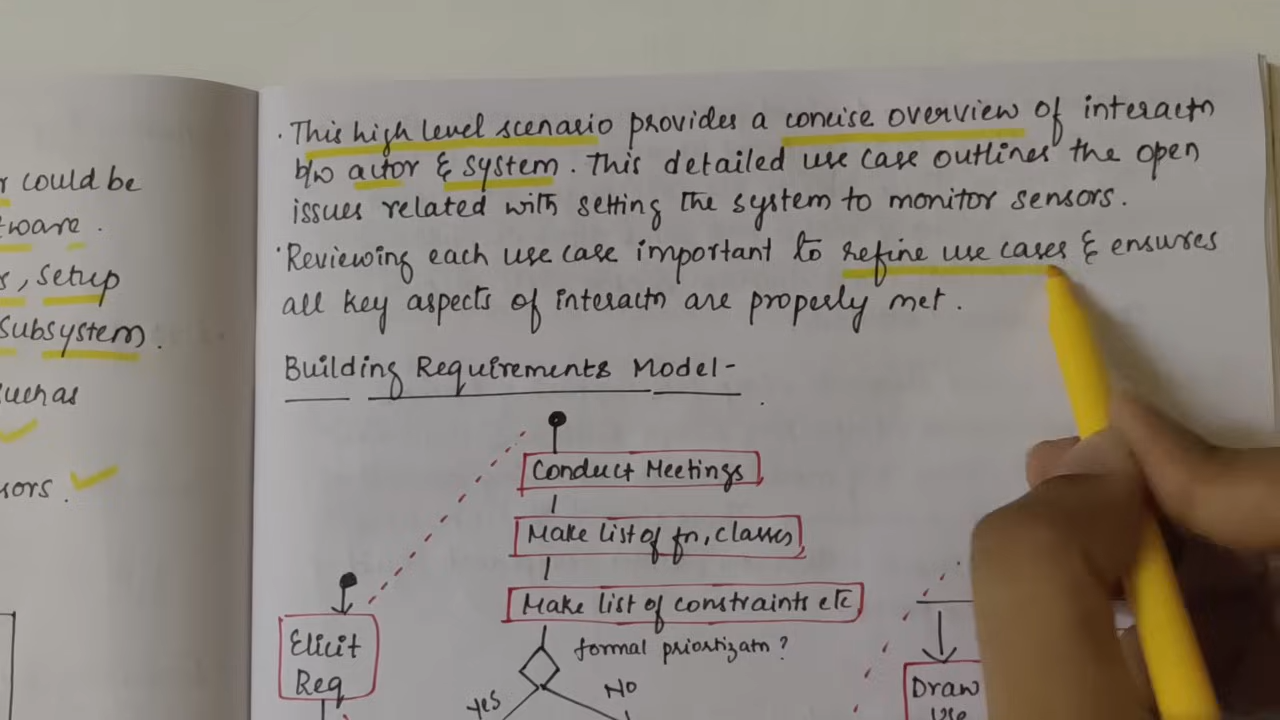 r could be
tware.
s, setup
subsystem.
such as
sors.
· This high level scenario provides a concise overview of interactn
b/w actor & system. This detailed use case outlines the open
issues related with setting the system to monitor sensors.
· Reviewing each use case important to refine use cases & ensures
all key aspects of interactn are properly met.
Building Requirements Model -
Conduct Meetings
Make list of fn, classes
Make list of constraints etc
formal priortizatn?
Elicit
Req
Yes
No
Draw
Use